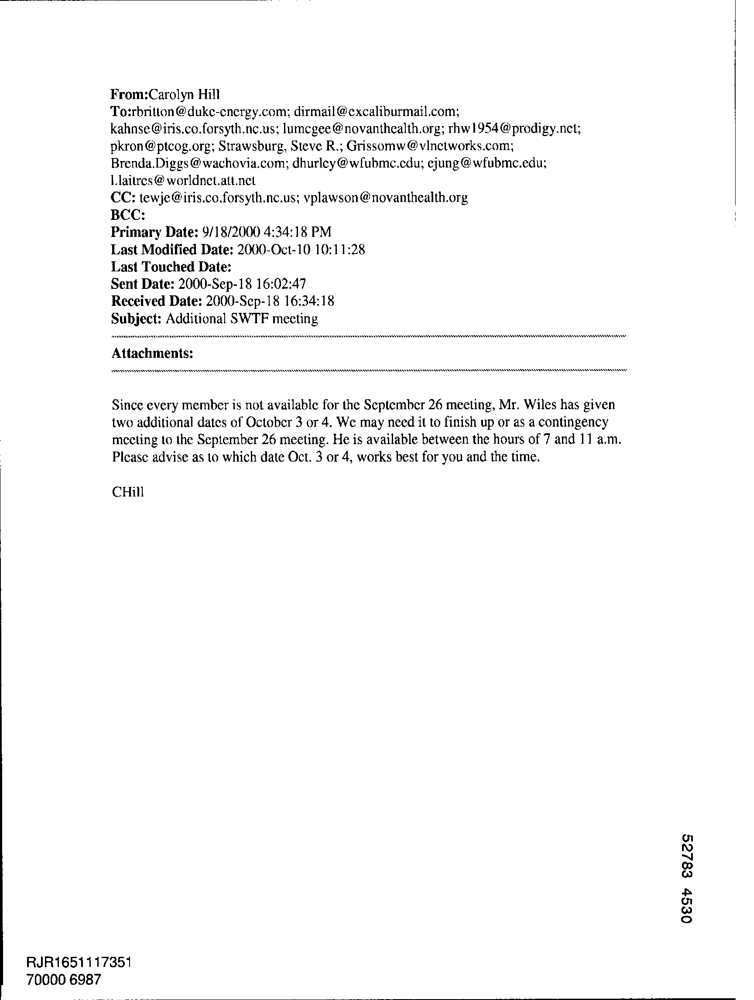 From:Carolyn Hill
To:rbritton@duke-energy.com; dirmail@excaliburmail.com;
kahnse@iris.co.forsyth.nc.us; lumcgee@novanthealth.org; rhw1954@prodigy.net;
pkron@ptcog.org; Strawsburg, Steve R.; Grissomw@vlnetworks.com;
Brenda.Diggs@wachovia.com; dhurley@wfubmc.edu; ejung@wfubmc.edu;
l.laitres@worldnet.att.net
CC: tewje@iris.co.forsyth.nc.us; vplawson@novanthealth.org
BCC:
Primary Date: 9/18/2000 4:34:18 PM
Last Modified Date: 2000-Oct-10 10:11:28
Last Touched Date:
Sent Date: 2000-Sep-18 16:02:47
Received Date: 2000-Sep-18 16:34:18
Subject: Additional SWTF meeting
Attachments:
Since every member is not available for the September 26 meeting, Mr. Wiles has given
two additional dates of October 3 or 4. We may need it to finish up or as a contingency
meeting to the September 26 meeting. He is available between the hours of 7 and 11 a.m.
Please advise as to which date Oct. 3 or 4, works best for you and the time.
CHill
52783 4530
RJR1651117351
70000 6987